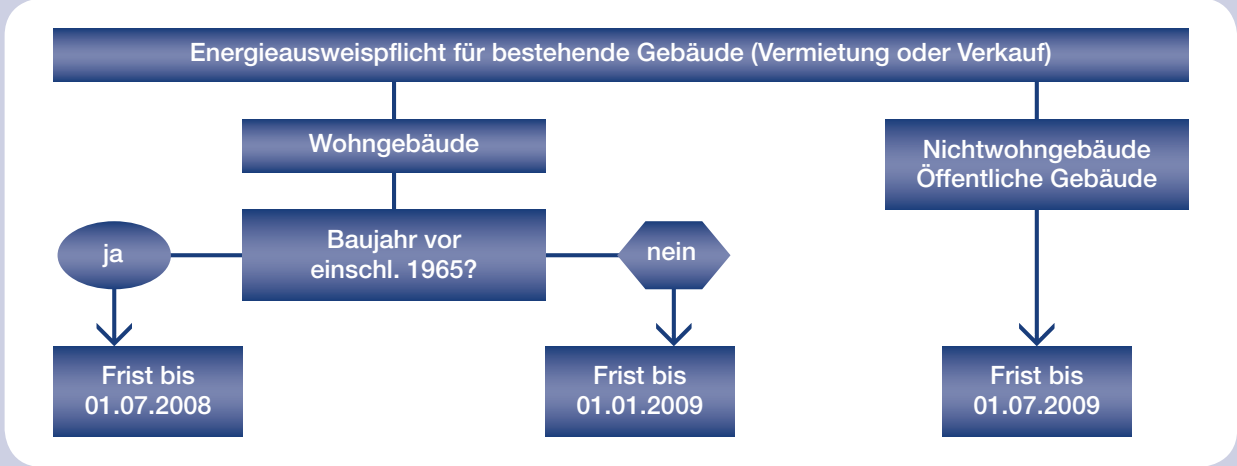 Energieausweispflicht für bestehende Gebäude (Vermietung oder Verkauf)
Wohngebäude
Nichtwohngebäude
Öffentliche Gebäude
ja
Baujahr vor
einschl. 1965?
nein
Frist bis
01.07.2008
Frist bis
01.01.2009
Frist bis
01.07.2009